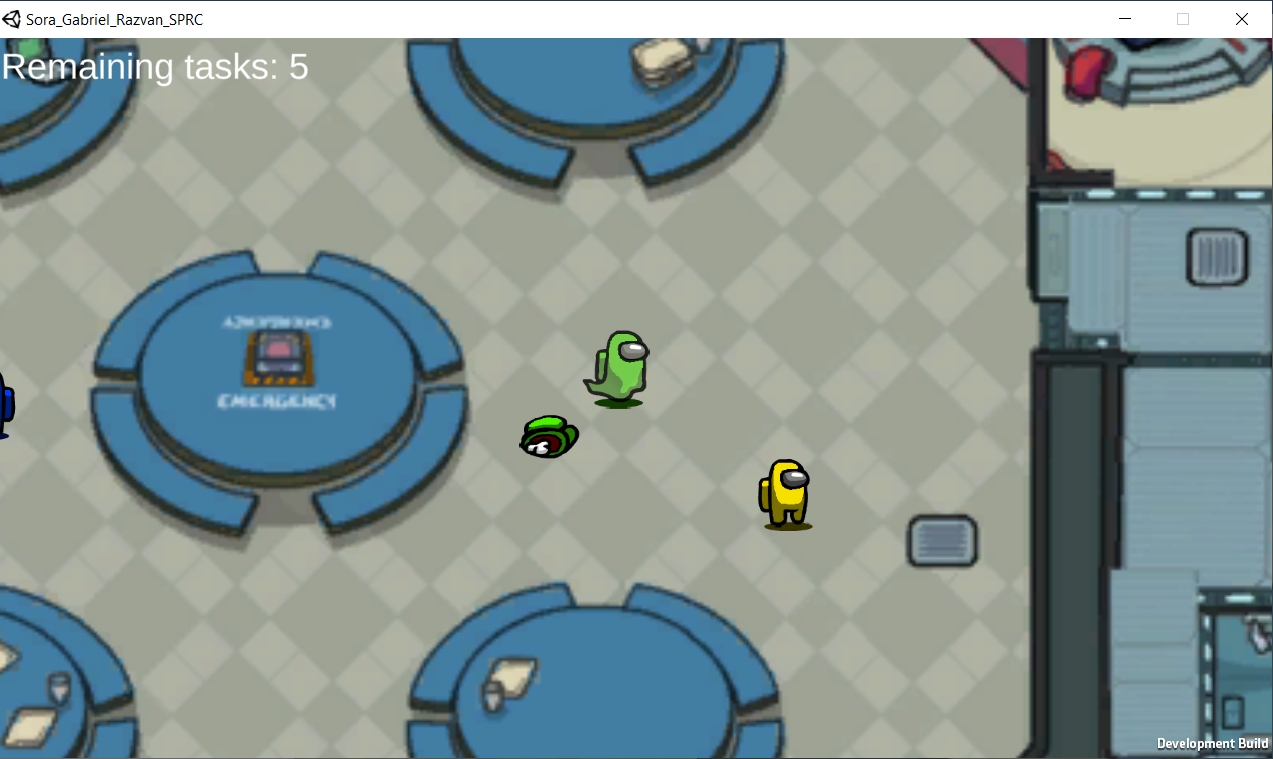 Sora_Gabriel_Razvan_SPRC
Remaining tasks: 5
EMERGENCY
Development Build